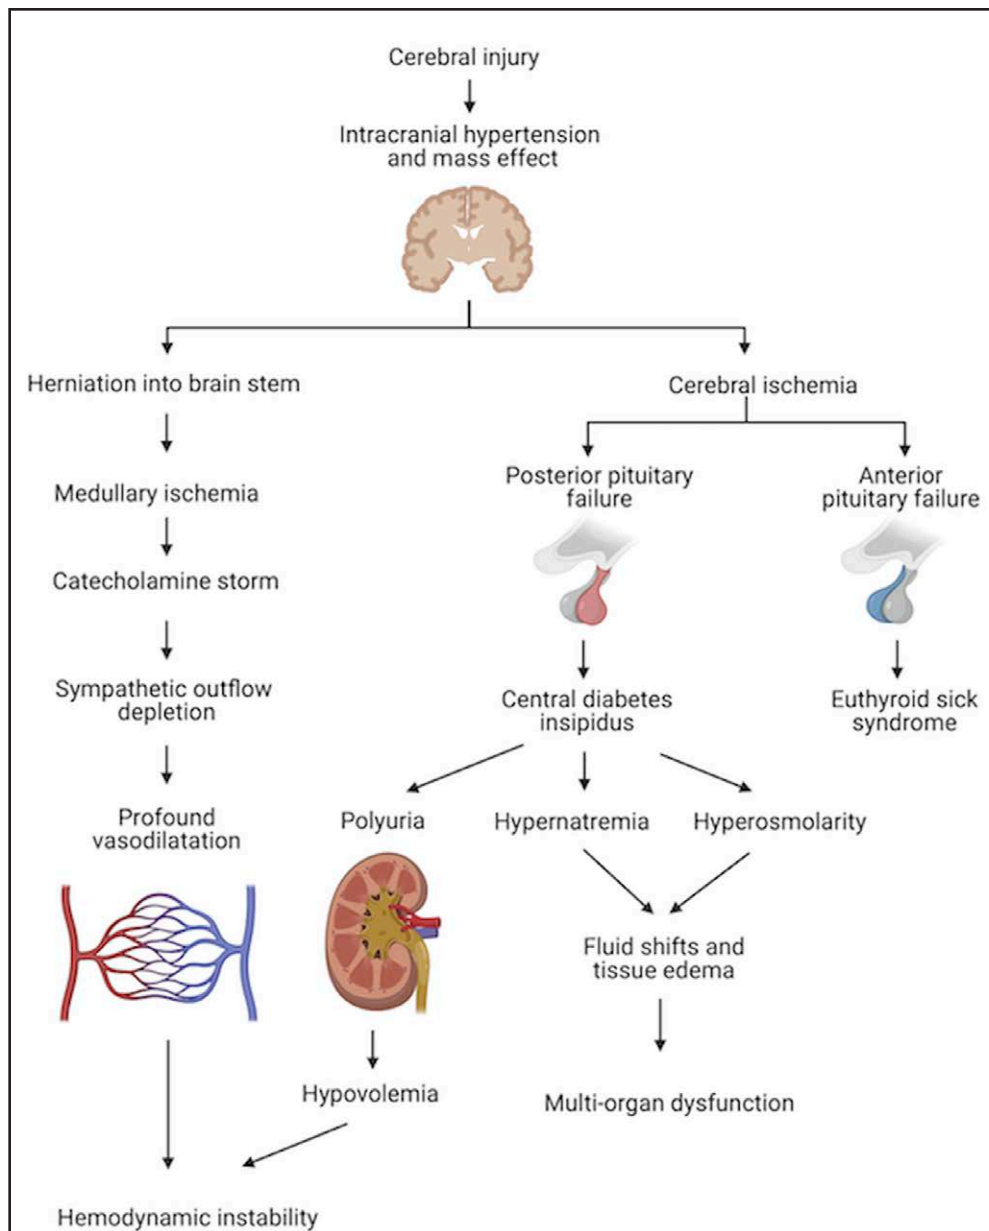 Cerebral injury
Intracranial hypertension
and mass effect
Herniation into brain stem
Cerebral ischemia
Medullary ischemia
Posterior pituitary
failure
Anterior
pituitary failure
Catecholamine storm
Sympathetic outflow
depletion
Central diabetes
insipidus
Euthyroid sick
syndrome
Profound
vasodilatation
Polyuria
Hypernatremia
Hyperosmolarity
Fluid shifts and
tissue edema
Hypovolemia
Multi-organ dysfunction
Hemodynamic instability